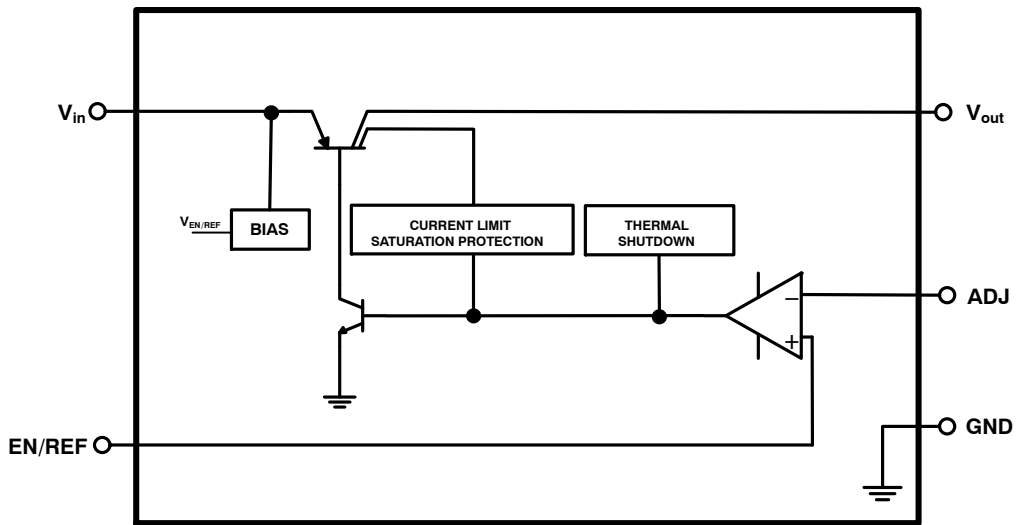 Vin
Vout
VEN/REF
BIAS
CURRENT LIMIT
SATURATION PROTECTION
THERMAL
SHUTDOWN
−
ADJ
+
GND
EN/REF